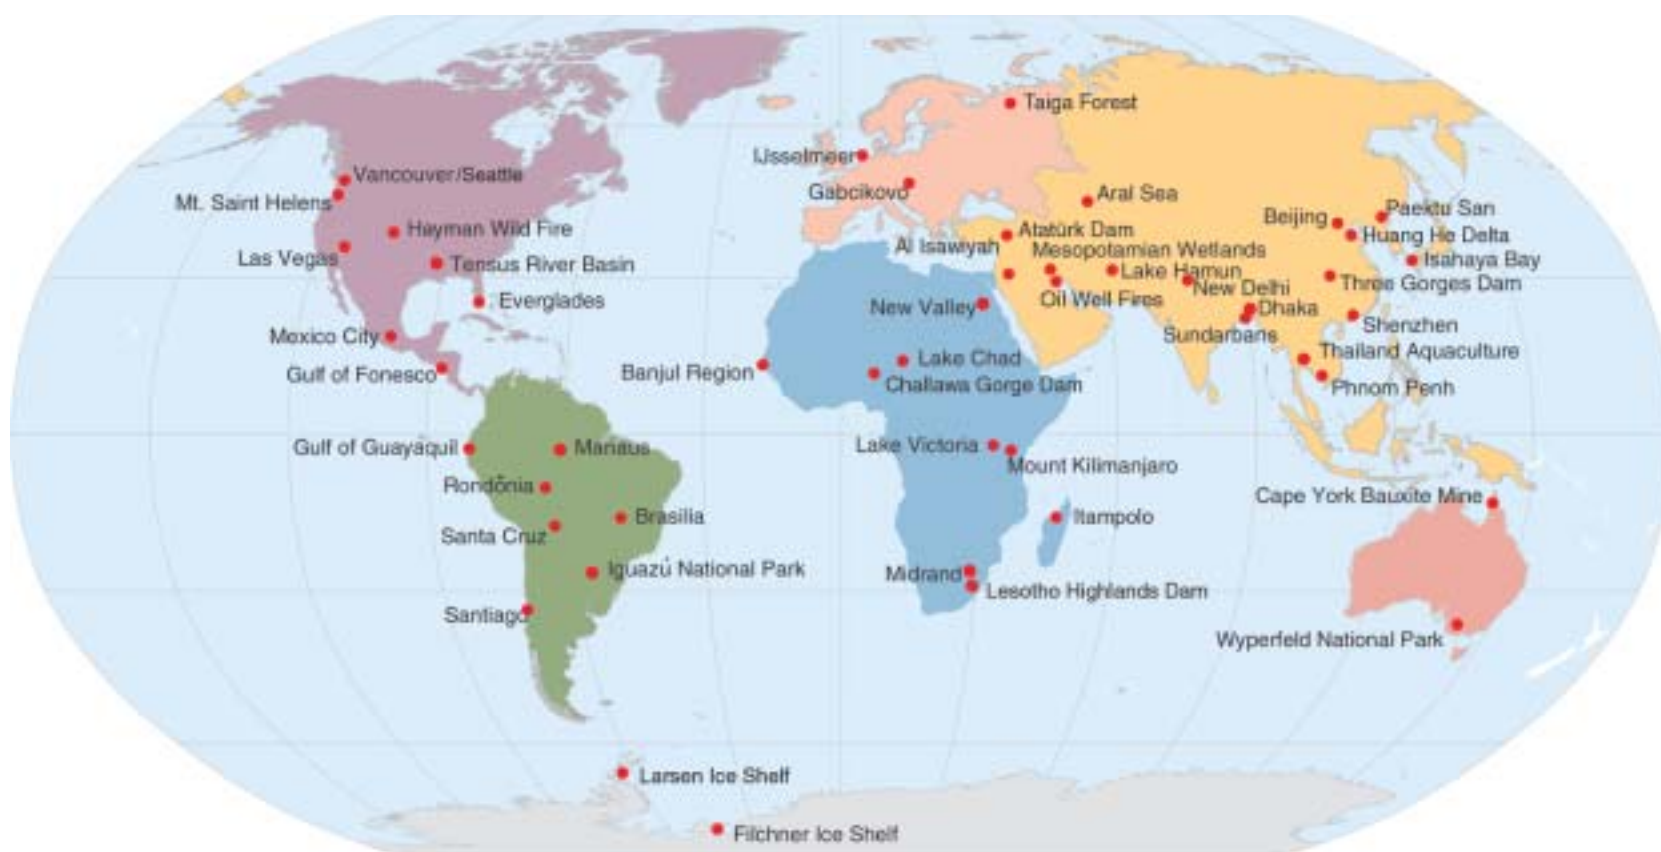 Taiga Forest
IJsselmeer
Gabcikovo
Vancouver/Seattle
Mt. Saint Helens
Aral Sea
Hayman Wild Fire
Las Vegas
Tensus River Basin
Everglades
Mexico City
Gulf of Fonesco
Beijing
Paektu San
Huang He Delta
Isahaya Bay
Atatürk Dam
Al Isawiyah
Mesopotamian Wetlands
Lake Hamun
Three Gorges Dam
New Delhi
Oil Well Fires
New Valley
Dhaka
Sundarbans
Shenzhen
Thailand Aquaculture
Phnom Penh
Lake Chad
Banjul Region
Challawa Gorge Dam
Gulf of Guayaquil
Manaus
Lake Victoria
Mount Kilimanjaro
Rondônia
Cape York Bauxite Mine
Brasilia
Itampolo
Santa Cruz
Iguazú National Park
Midrand
Lesotho Highlands Dam
Santiago
Wyperfeld National Park
Larsen Ice Shelf
Filchner Ice Shelf